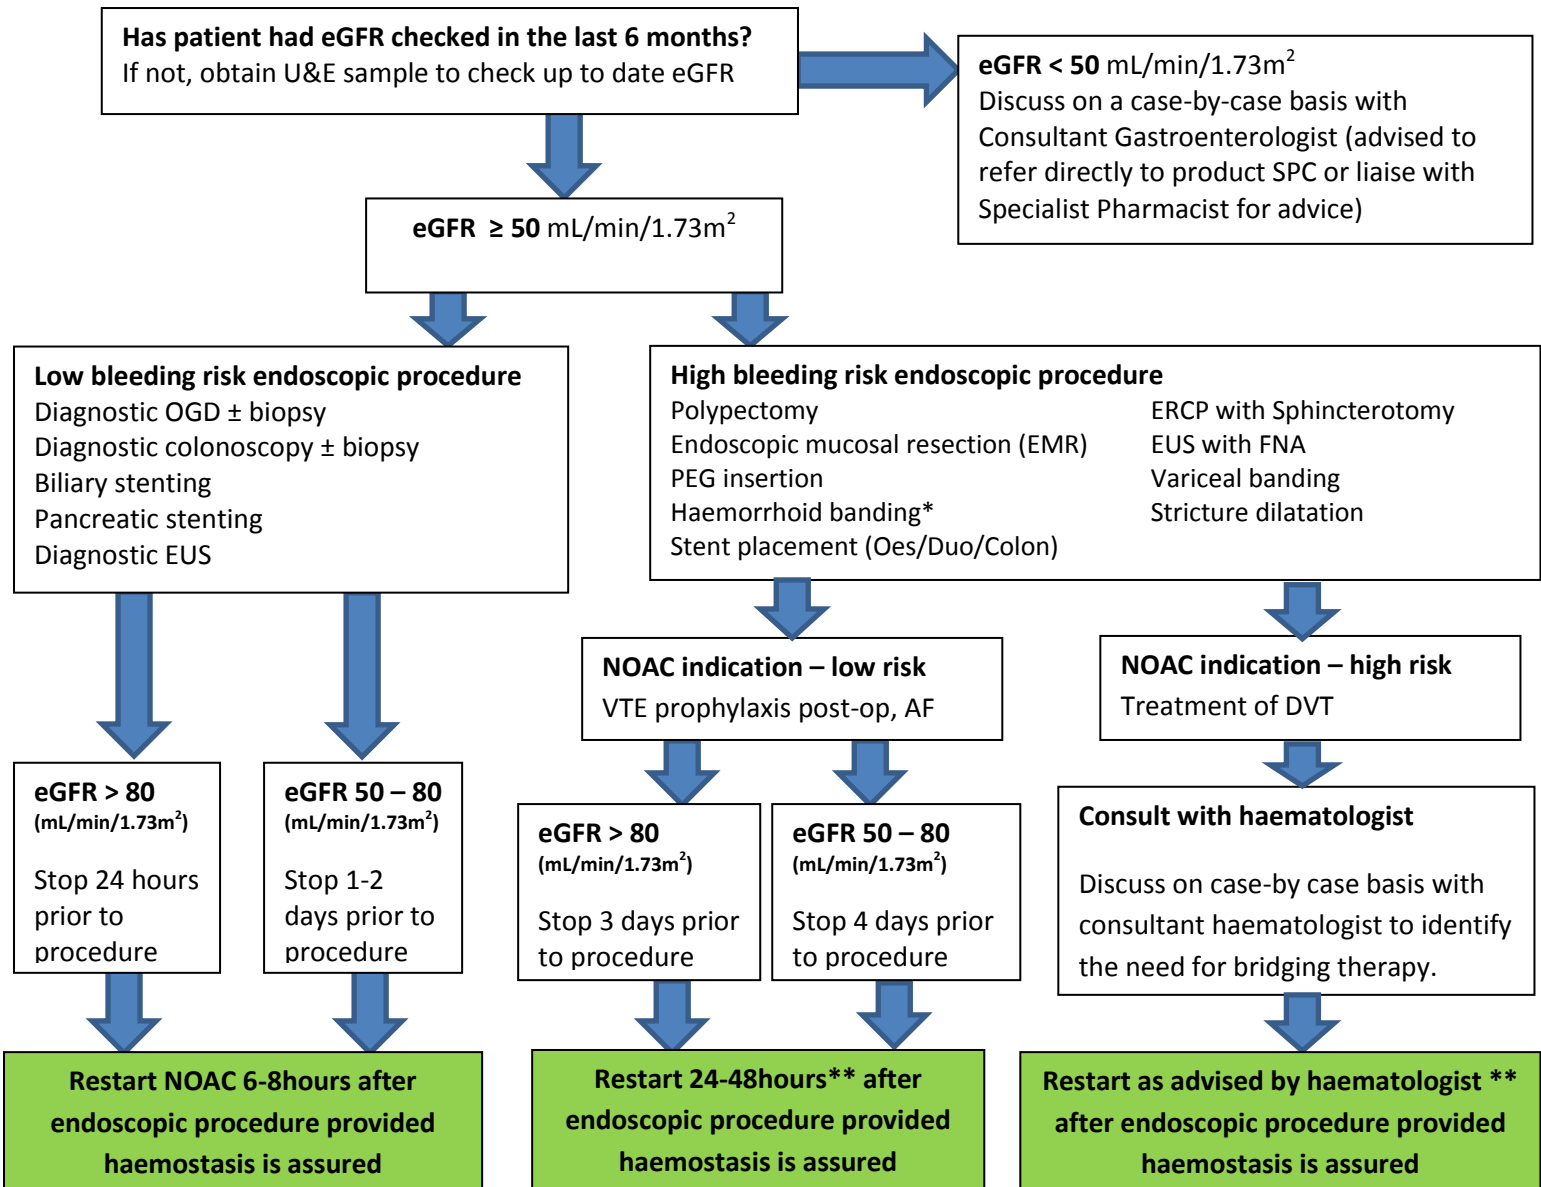 Has patient had eGFR checked in the last 6 months?
If not, obtain U&E sample to check up to date eGFR
eGFR < 50 mL/min/1.73m²
Discuss on a case-by-case basis with
Consultant Gastroenterologist (advised to
refer directly to product SPC or liaise with
Specialist Pharmacist for advice)
eGFR ≥ 50 mL/min/1.73m²
Low bleeding risk endoscopic procedure
Diagnostic OGD ± biopsy
Diagnostic colonoscopy ± biopsy
Biliary stenting
Pancreatic stenting
Diagnostic EUS
High bleeding risk endoscopic procedure
Polypectomy
Endoscopic mucosal resection (EMR)
PEG insertion
Haemorrhoid banding*
Stent placement (Oes/Duo/Colon)
ERCP with Sphincterotomy
EUS with FNA
Variceal banding
Stricture dilatation
NOAC indication – low risk
VTE prophylaxis post-op, AF
NOAC indication – high risk
Treatment of DVT
eGFR > 80
(mL/min/1.73m²)
Stop 24 hours
prior to
procedure
eGFR 50 – 80
(mL/min/1.73m²)
Stop 1-2
days prior to
procedure
eGFR > 80
(mL/min/1.73m²)
Stop 3 days prior
to procedure
eGFR 50 – 80
(mL/min/1.73m²)
Stop 4 days prior
to procedure
Consult with haematologist
Discuss on case-by case basis with
consultant haematologist to identify
the need for bridging therapy.
Restart NOAC 6-8hours after
endoscopic procedure provided
haemostasis is assured
Restart 24-48hours** after
endoscopic procedure provided
haemostasis is assured
Restart as advised by haematologist **
after endoscopic procedure provided
haemostasis is assured